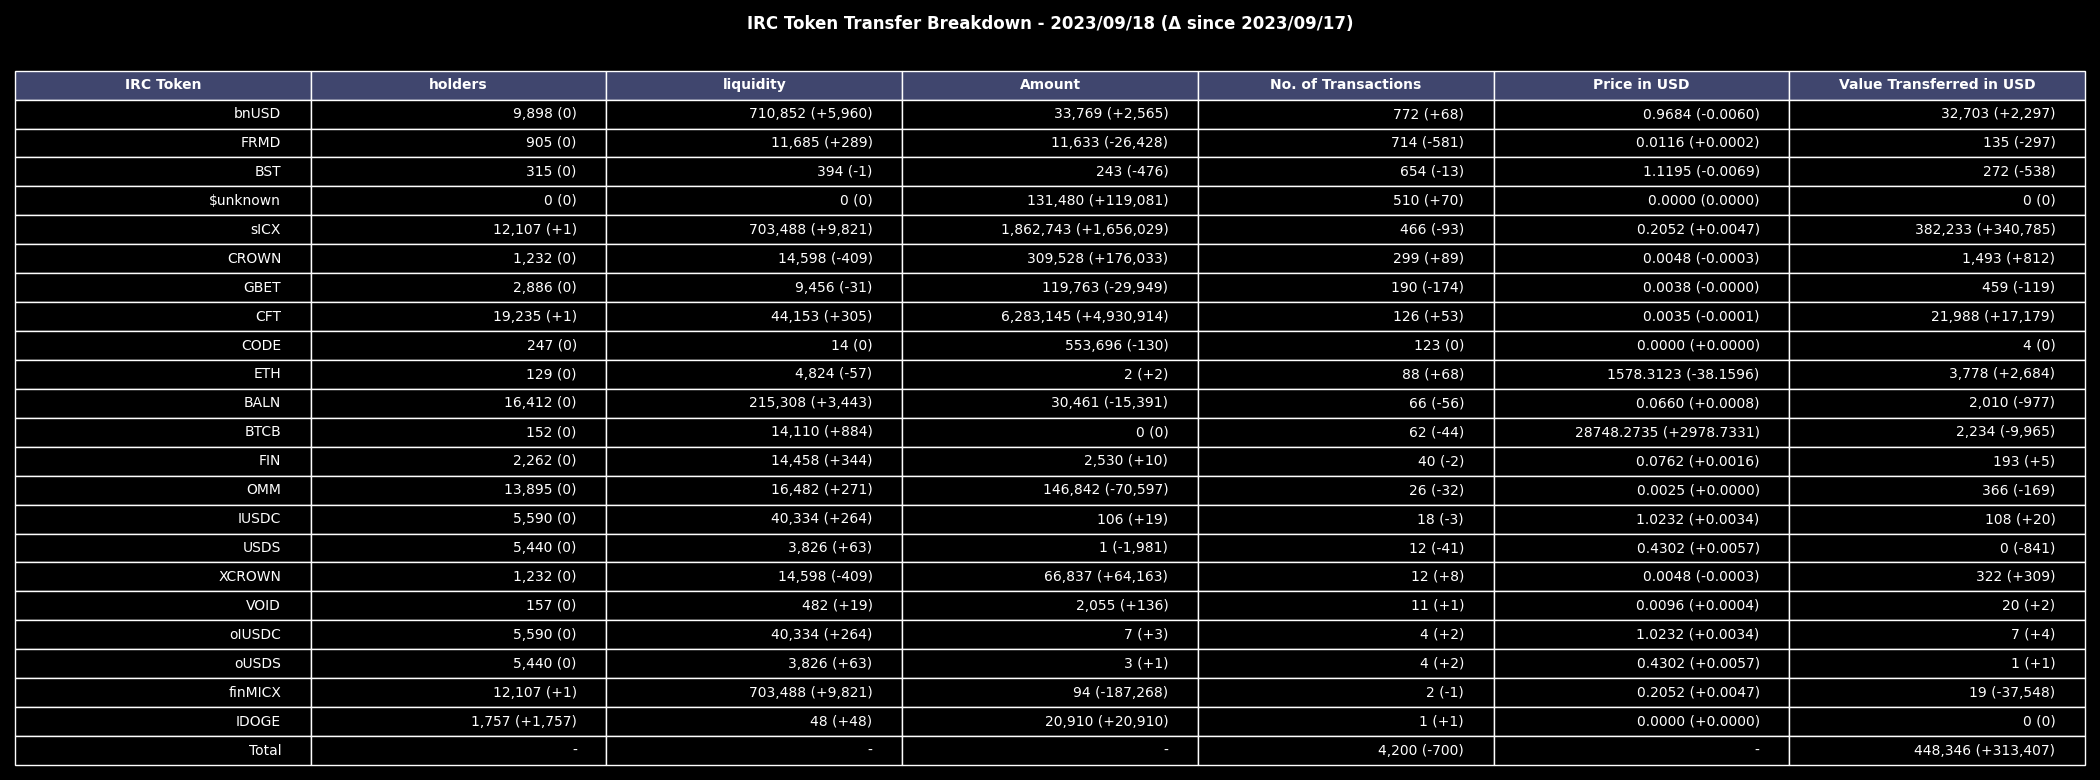 IRC Token Transfer Breakdown - 2023/09/18 (Δ since 2023/09/17)
IRC Token holders liquidity Amount No. of Transactions Price in USD Value Transferred in USD
bnUSD 9,898 (0) 710,852 (+5,960) 33,769 (+2,565) 772 (+68) 0.9684 (-0.0060) 32,703 (+2,297)
FRMD 905 (0) 11,685 (+289) 11,633 (-26,428) 714 (-581) 0.0116 (+0.0002) 135 (-297)
BST 315 (0) 394 (-1) 243 (-476) 654 (-13) 1.1195 (-0.0069) 272 (-538)
$unknown 0 (0) 0 (0) 131,480 (+119,081) 510 (+70) 0.0000 (0.0000) 0 (0)
sICX 12,107 (+1) 703,488 (+9,821) 1,862,743 (+1,656,029) 466 (-93) 0.2052 (+0.0047) 382,233 (+340,785)
CROWN 1,232 (0) 14,598 (-409) 309,528 (+176,033) 299 (+89) 0.0048 (-0.0003) 1,493 (+812)
GBET 2,886 (0) 9,456 (-31) 119,763 (-29,949) 190 (-174) 0.0038 (-0.0000) 459 (-119)
CFT 19,235 (+1) 44,153 (+305) 6,283,145 (+4,930,914) 126 (+53) 0.0035 (-0.0001) 21,988 (+17,179)
CODE 247 (0) 14 (0) 553,696 (-130) 123 (0) 0.0000 (+0.0000) 4 (0)
ETH 129 (0) 4,824 (-57) 2 (+2) 88 (+68) 1578.3123 (-38.1596) 3,778 (+2,684)
BALN 16,412 (0) 215,308 (+3,443) 30,461 (-15,391) 66 (-56) 0.0660 (+0.0008) 2,010 (-977)
BTCB 152 (0) 14,110 (+884) 0 (0) 62 (-44) 28748.2735 (+2978.7331) 2,234 (-9,965)
FIN 2,262 (0) 14,458 (+344) 2,530 (+10) 40 (-2) 0.0762 (+0.0016) 193 (+5)
OMM 13,895 (0) 16,482 (+271) 146,842 (-70,597) 26 (-32) 0.0025 (+0.0000) 366 (-169)
IUSDC 5,590 (0) 40,334 (+264) 106 (+19) 18 (-3) 1.0232 (+0.0034) 108 (+20)
USDS 5,440 (0) 3,826 (+63) 1 (-1,981) 12 (-41) 0.4302 (+0.0057) 0 (-841)
XCROWN 1,232 (0) 14,598 (-409) 66,837 (+64,163) 12 (+8) 0.0048 (-0.0003) 322 (+309)
VOID 157 (0) 482 (+19) 2,055 (+136) 11 (+1) 0.0096 (+0.0004) 20 (+2)
oIUSDC 5,590 (0) 40,334 (+264) 7 (+3) 4 (+2) 1.0232 (+0.0034) 7 (+4)
oUSDS 5,440 (0) 3,826 (+63) 3 (+1) 4 (+2) 0.4302 (+0.0057) 1 (+1)
finMICX 12,107 (+1) 703,488 (+9,821) 94 (-187,268) 2 (-1) 0.2052 (+0.0047) 19 (-37,548)
IDOGE 1,757 (+1,757) 48 (+48) 20,910 (+20,910) 1 (+1) 0.0000 (+0.0000) 0 (0)
Total - - - 4,200 (-700) - 448,346 (+313,407)